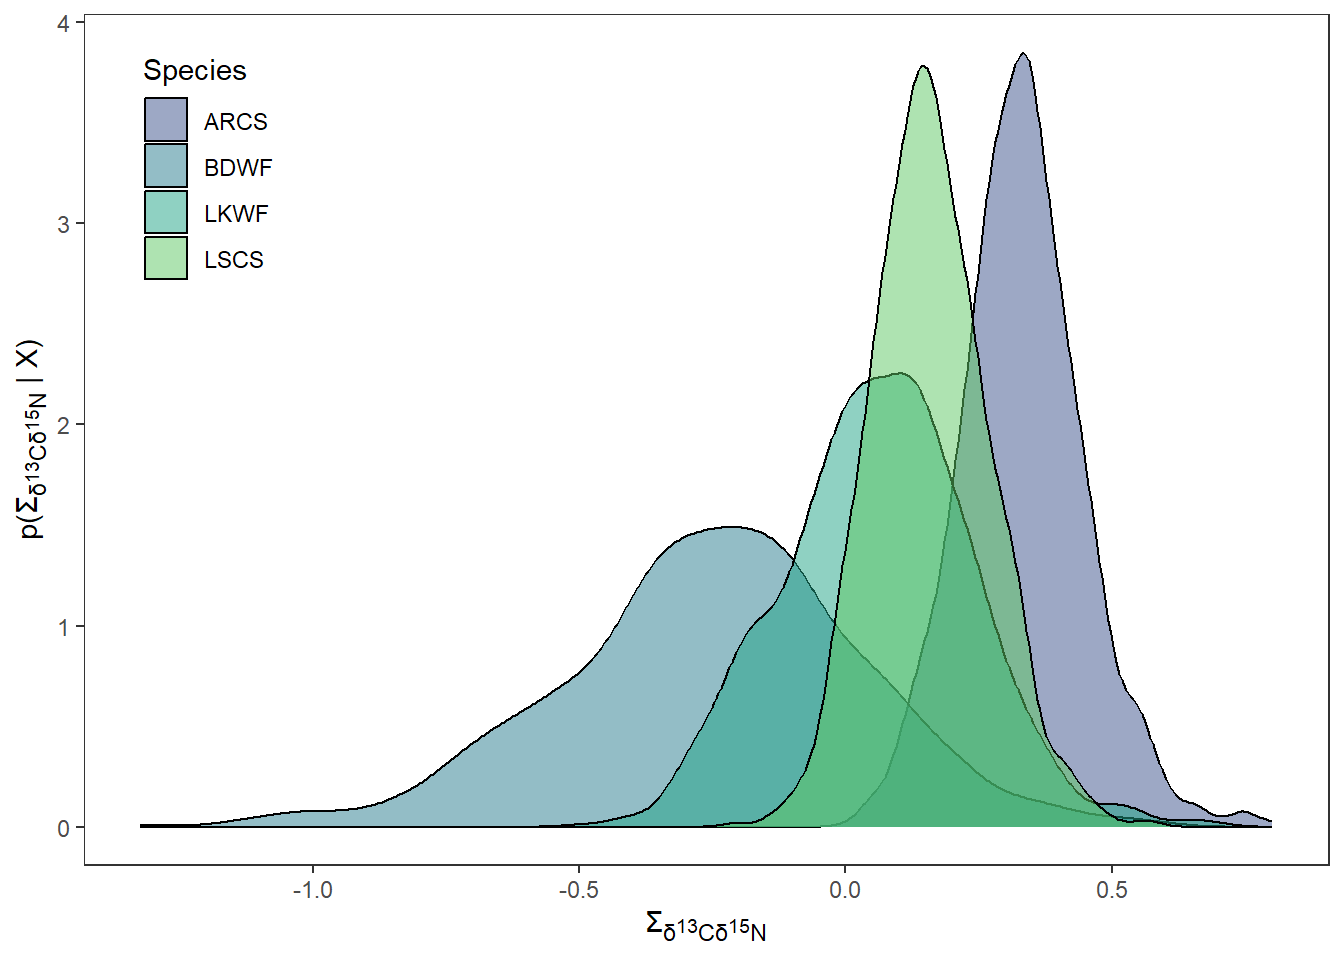 Species
ARCS
BDWF
LKWF
LSCS
4
3
2
1
0
p(Σδ¹³Cδ¹⁵N | X)
-1.0 -0.5 0.0 0.5
Σδ¹³Cδ¹⁵N